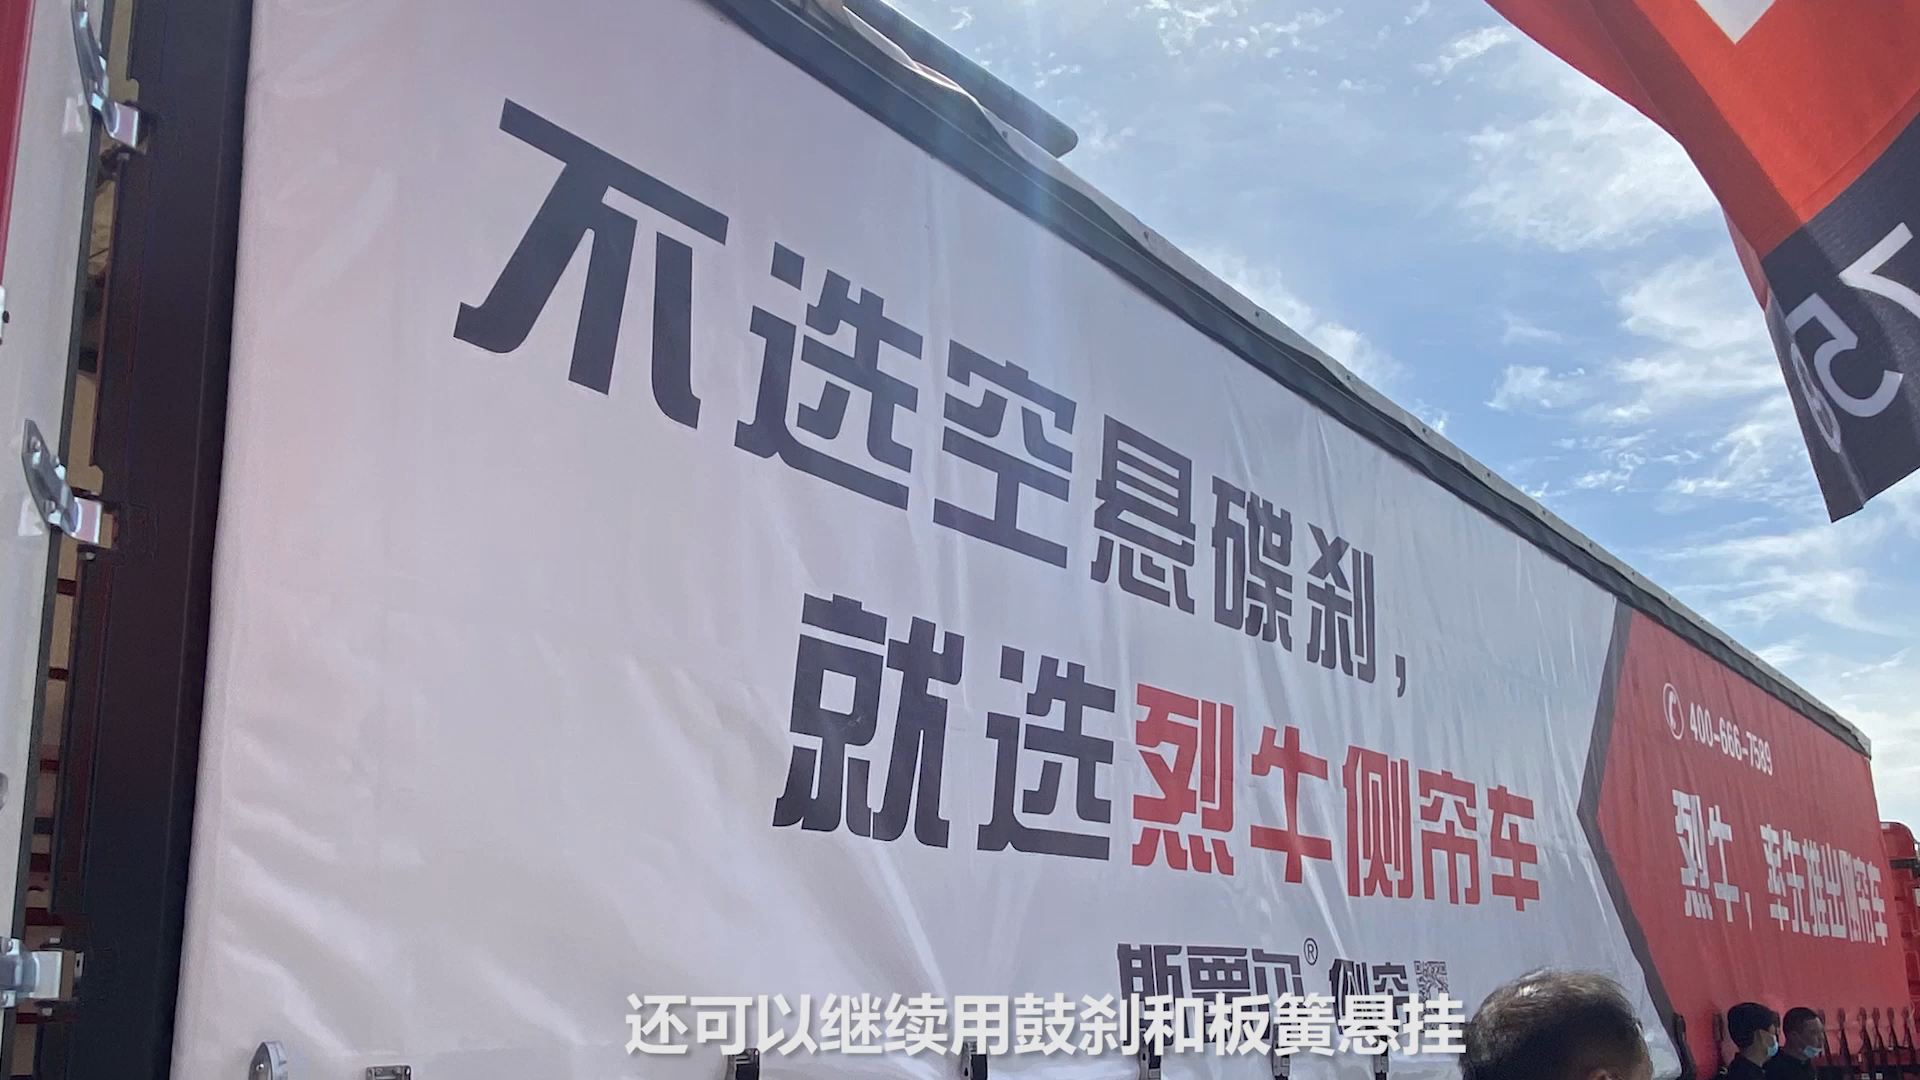 不选空悬碟刹，
就选烈牛侧帘车
400-666-7589
烈牛，率先推出侧帘车
斯贾尔® 侧帘
还可以继续用鼓刹和板簧悬挂